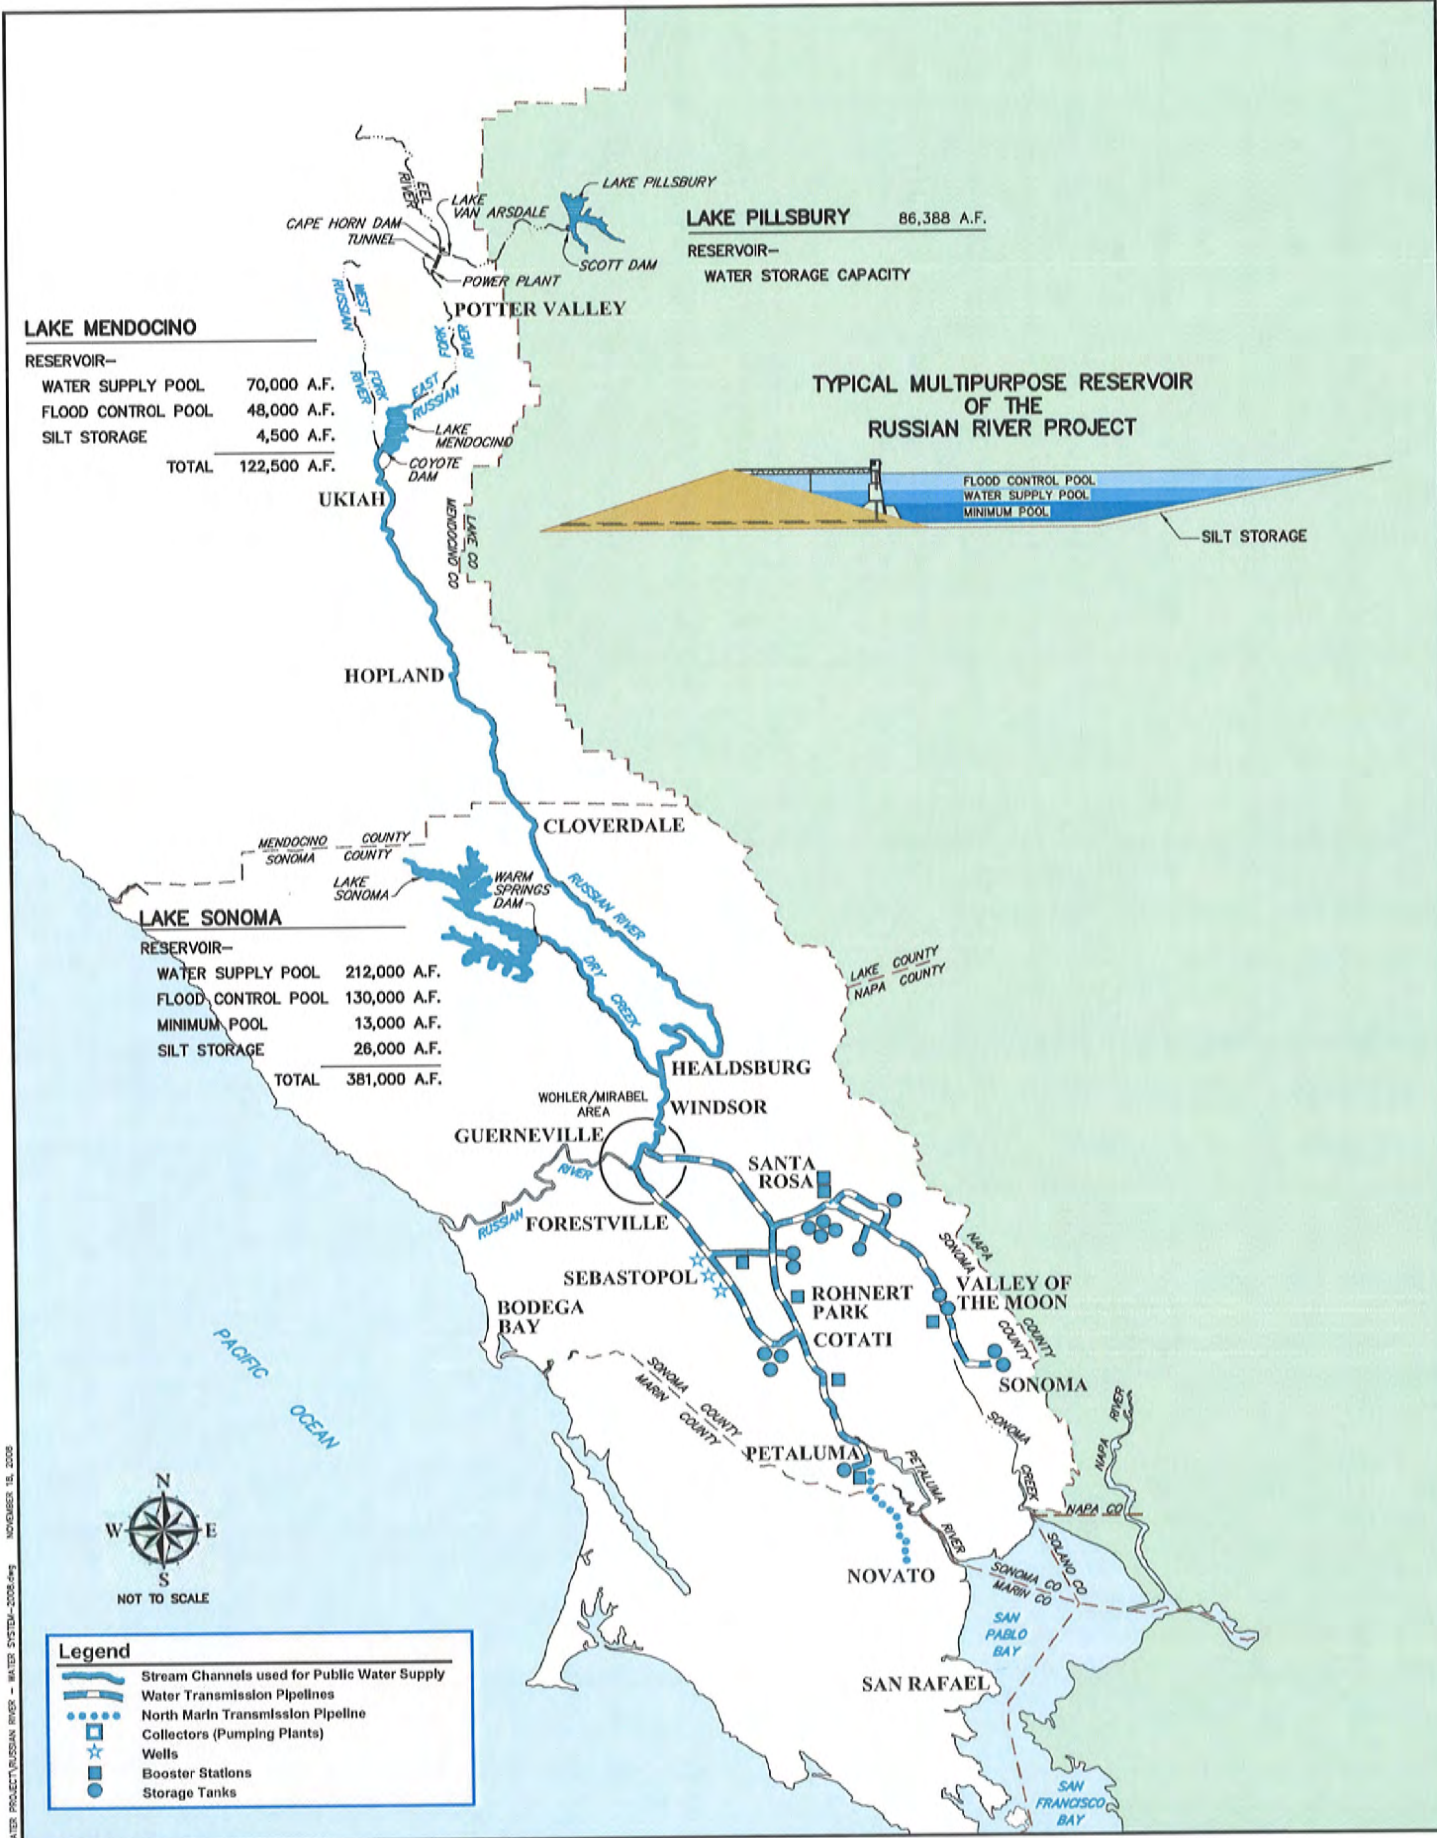 EEL
RIVER
LAKE
VAN ARSDALE
CAPE HORN DAM
TUNNEL
POWER PLANT
LAKE PILLSBURY
SCOTT DAM
LAKE PILLSBURY 86,388 A.F.
RESERVOIR–
WATER STORAGE CAPACITY
POTTER VALLEY
WEST
RUSSIAN
FORK
RIVER
FORK
RIVER
EAST
RUSSIAN
LAKE MENDOCINO
RESERVOIR–
WATER SUPPLY POOL 70,000 A.F.
FLOOD CONTROL POOL 48,000 A.F.
SILT STORAGE 4,500 A.F.
TOTAL 122,500 A.F.
LAKE
MENDOCINO
COYOTE
DAM
UKIAH
LAKE CO
MENDOCINO CO
TYPICAL MULTIPURPOSE RESERVOIR
OF THE
RUSSIAN RIVER PROJECT
FLOOD CONTROL POOL
WATER SUPPLY POOL
MINIMUM POOL
SILT STORAGE
HOPLAND
CLOVERDALE
MENDOCINO COUNTY
SONOMA COUNTY
LAKE
SONOMA
WARM
SPRINGS
DAM
RUSSIAN RIVER
DRY CREEK
LAKE SONOMA
RESERVOIR–
WATER SUPPLY POOL 212,000 A.F.
FLOOD CONTROL POOL 130,000 A.F.
MINIMUM POOL 13,000 A.F.
SILT STORAGE 26,000 A.F.
TOTAL 381,000 A.F.
LAKE COUNTY
NAPA COUNTY
HEALDSBURG
WOHLER/MIRABEL
AREA
WINDSOR
GUERNEVILLE
RUSSIAN RIVER
FORESTVILLE
SANTA
ROSA
SEBASTOPOL
NAPA COUNTY
SONOMA COUNTY
VALLEY OF
THE MOON
ROHNERT
PARK
COTATI
BODEGA
BAY
SONOMA
SONOMA COUNTY
MARIN COUNTY
PACIFIC
OCEAN
PETALUMA
PETALUMA RIVER
SONOMA CREEK
NAPA RIVER
NAPA CO
SOLANO CO
NOVATO
SONOMA CO
MARIN CO
SAN
PABLO
BAY
SAN RAFAEL
SAN
FRANCISCO
BAY
N
W E
S
NOT TO SCALE
Legend
Stream Channels used for Public Water Supply
Water Transmission Pipelines
North Marin Transmission Pipeline
Collectors (Pumping Plants)
Wells
Booster Stations
Storage Tanks
PROJECT\RUSSIAN RIVER – WATER SYSTEM-2008.dwg NOVEMBER 18, 2008